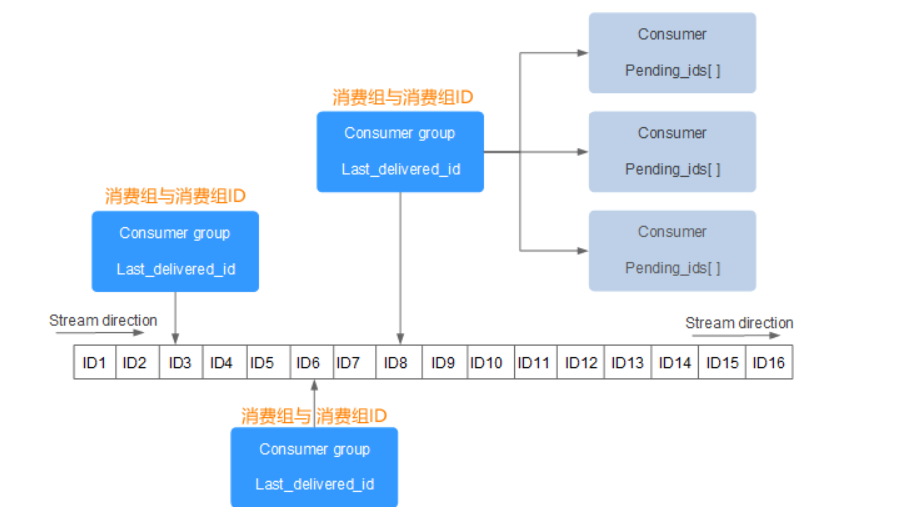 Consumer
Pending_ids[ ]
消费组与消费组ID
Consumer group
Last_delivered_id
Consumer
Pending_ids[ ]
消费组与消费组ID
Consumer group
Last_delivered_id
Consumer
Pending_ids[ ]
Stream direction
Stream direction
ID1 ID2 ID3 ID4 ID5 ID6 ID7 ID8 ID9 ID10 ID11 ID12 ID13 ID14 ID15 ID16
消费组与 消费组ID
Consumer group
Last_delivered_id